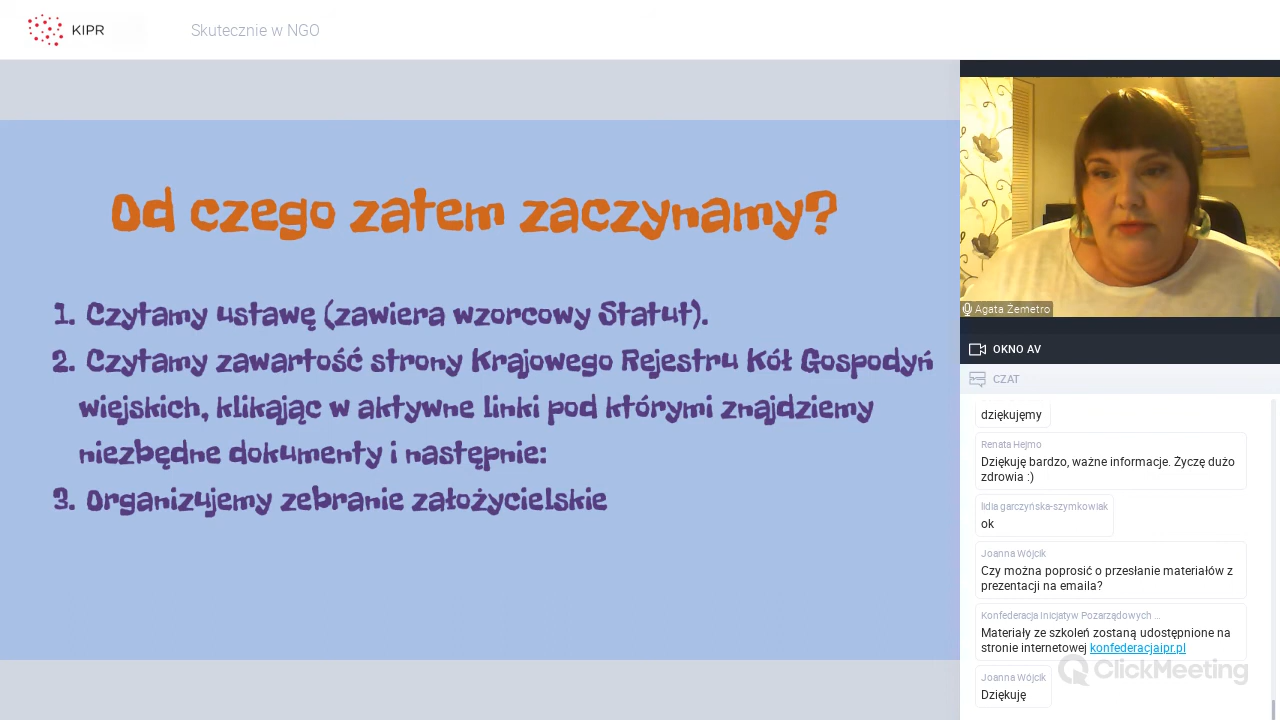 KIPR
Skutecznie w NGO
Od czego zatem zaczynamy?
1. Czytamy ustawę (zawiera wzorcowy Statut).
2. Czytamy zawartość strony Krajowego Rejestru Kół Gospodyń
wiejskich, klikając w aktywne linki pod którymi znajdziemy
niezbędne dokumenty i następnie:
3. Organizujemy zebranie założycielskie
Agata Żemetro
OKNO AV
CZAT
dziękujęmy
Renata Hejmo
Dziękuję bardzo, ważne informacje. Życzę dużo
zdrowia :)
lidia garczyńska-szymkowiak
ok
Joanna Wójcik
Czy można poprosić o przesłanie materiałów z
prezentacji na emaila?
Konfederacja Inicjatyw Pozarządowych ...
Materiały ze szkoleń zostaną udostępnione na
stronie internetowej konfederacjaipr.pl
ClickMeeting
Joanna Wójcik
Dziękuję